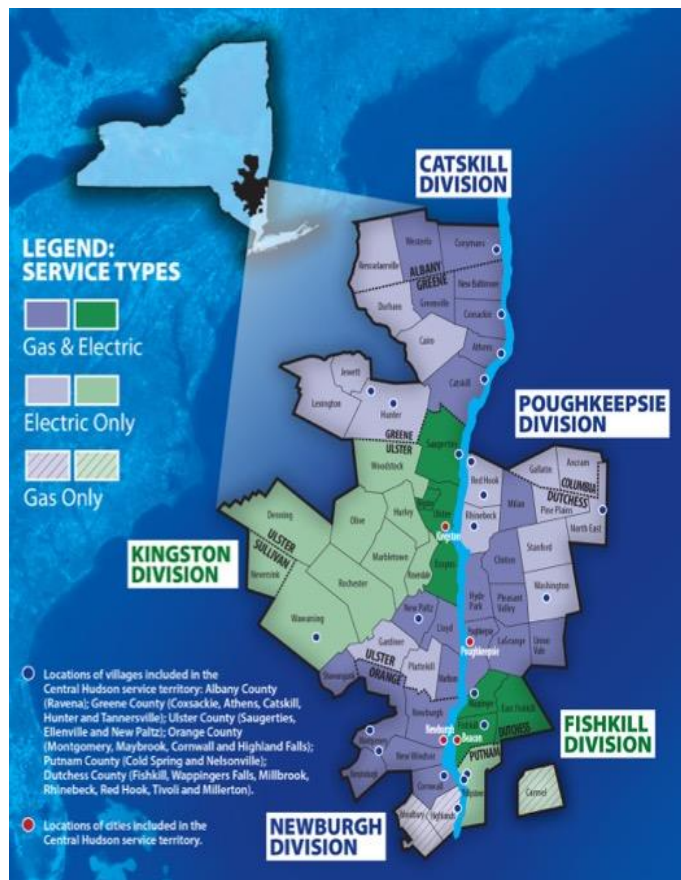 CATSKILL
DIVISION
LEGEND:
SERVICE TYPES
Gas & Electric
Electric Only
Gas Only
Westerlo
Coeymans
Rensselaerville
ALBANY
GREENE
New Baltimore
Durham
Greenville
Coxsackie
Cairo
Athens
Catskill
Jewett
Lexington
Hunter
GREENE
ULSTER
Saugerties
Woodstock
POUGHKEEPSIE
DIVISION
Gallatin
Ancram
COLUMBIA
DUTCHESS
Red Hook
Pine Plains
Milan
Rhinebeck
North East
Denning
Olive
Hurley
Ulster
Kingston
Stanford
ULSTER
SULLIVAN
Neversink
KINGSTON
DIVISION
Marbletown
Rochester
Rosendale
Esopus
Clinton
Washington
Hyde
Park
Pleasant
Valley
Wawarsing
New Paltz
Lloyd
Poughkeepsie
Poughkeepsie
LaGrange
Union
Vale
Gardiner
ULSTER
ORANGE
Plattekill
Marlboro
Shawangunk
Newburgh
Wappinger
East Fishkill
Fishkill
DUTCHESS
PUTNAM
Newburgh
Beacon
FISHKILL
DIVISION
Montgomery
New Windsor
Cornwall
Carmel
Woodbury
Highlands
NEWBURGH
DIVISION
Locations of villages included in the
Central Hudson service territory: Albany County
(Ravena); Greene County (Coxsackie, Athens, Catskill,
Hunter and Tannersville); Ulster County (Saugerties,
Ellenville and New Paltz); Orange County
(Montgomery, Maybrook, Cornwall and Highland Falls);
Putnam County (Cold Spring and Nelsonville);
Dutchess County (Fishkill, Wappingers Falls, Millbrook,
Rhinebeck, Red Hook, Tivoli and Millerton).
Locations of cities included in the
Central Hudson service territory.